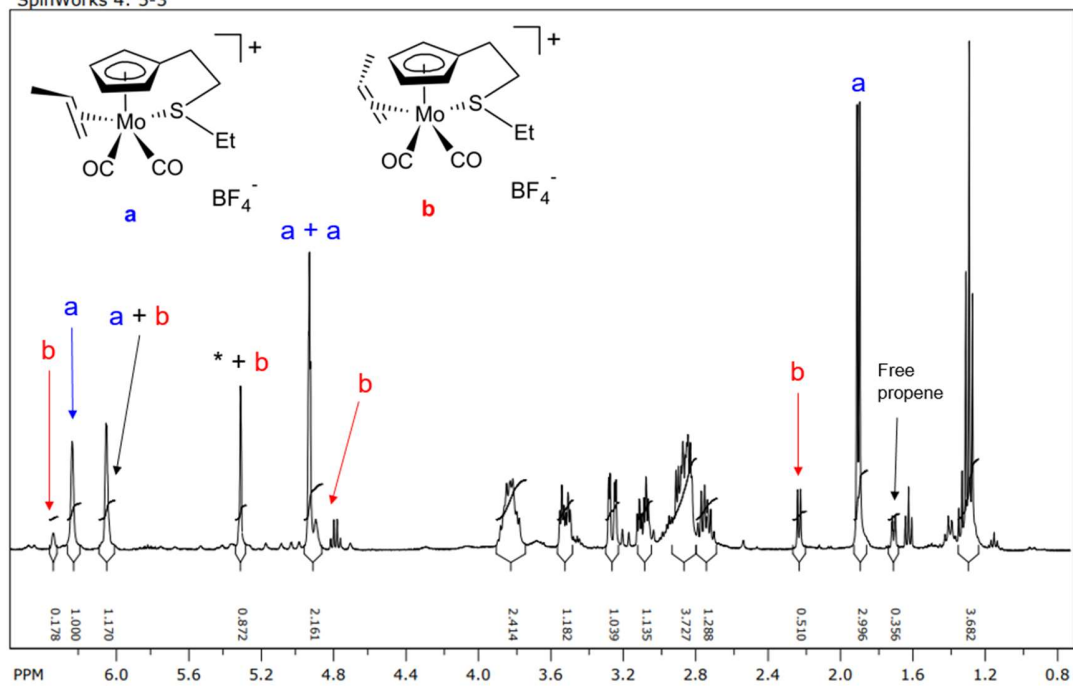 SpinWorks 4: 5-3
+
+
S
S
Mo
Mo
Et
Et
OC
CO
OC
CO
BF4-
BF4-
a
b
a
a + a
a
a + b
b
* + b
b
b
Free
propene
0.178
1.000
1.170
0.872
2.161
2.414
1.182
1.039
1.135
3.727
1.288
0.510
2.996
0.356
3.682
PPM 6.0 5.6 5.2 4.8 4.4 4.0 3.6 3.2 2.8 2.4 2.0 1.6 1.2 0.8